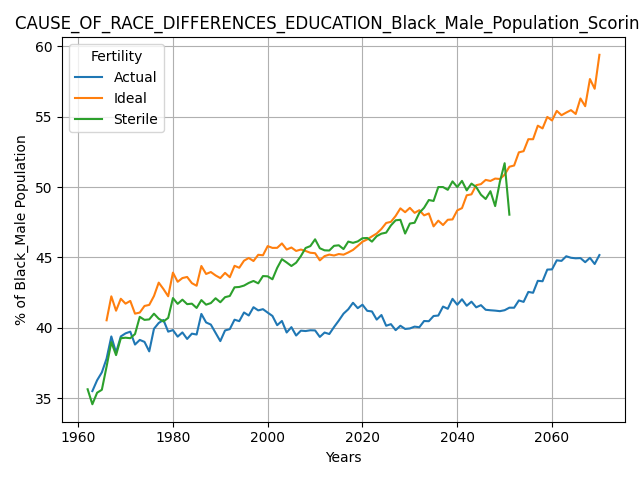 CAUSE_OF_RACE_DIFFERENCES_EDUCATION_Black_Male_Population_Scorin
60
55
50
45
40
35
% of Black_Male Population
Fertility
Actual
Ideal
Sterile
1960 1980 2000 2020 2040 2060
Years